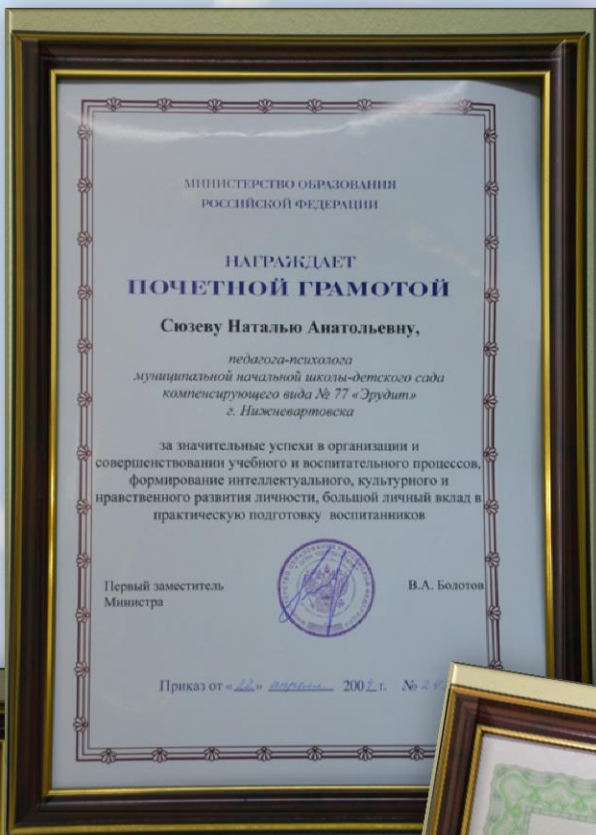 МИНИСТЕРСТВО ОБРАЗОВАНИЯ
РОССИЙСКОЙ ФЕДЕРАЦИИ
НАГРАЖДАЕТ
ПОЧЕТНОЙ ГРАМОТОЙ
Сюзеву Наталью Анатольевну,
педагога-психолога
муниципальной начальной школы-детского сада
компенсирующего вида № 77 «Эрудит»
г. Нижневартовска
за значительные успехи в организации и
совершенствовании учебного и воспитательного процессов,
формирование интеллектуального, культурного и
нравственного развития личности, большой личный вклад в
практическую подготовку воспитанников
Первый заместитель
Министра
В.А. Болотов
Приказ от «22» апреля 200 г. №